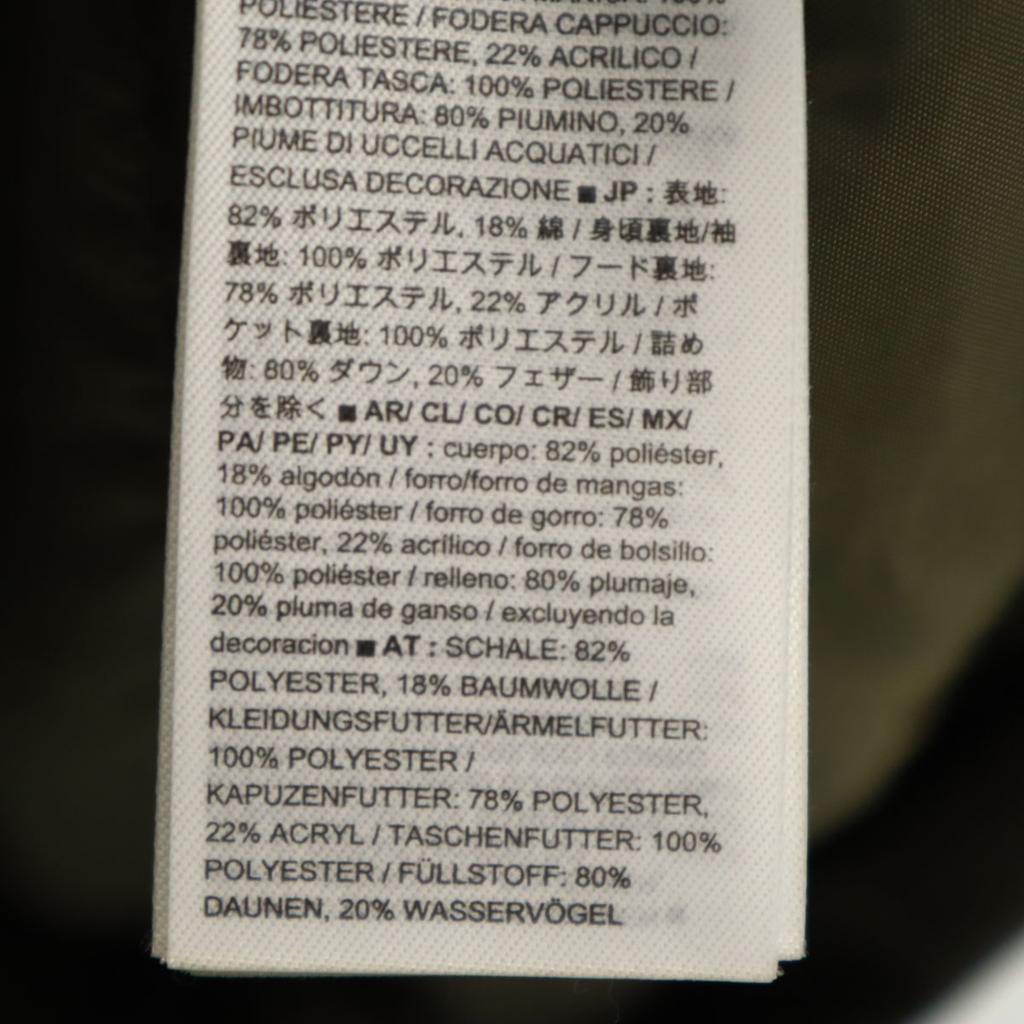 POLIESTERE / FODERA CAPPUCCIO:
78% POLIESTERE, 22% ACRILICO /
FODERA TASCA: 100% POLIESTERE /
IMBOTTITURA: 80% PIUMINO, 20%
PIUME DI UCCELLI ACQUATICI /
ESCLUSA DECORAZIONE ■ JP : 表地:
82% ポリエステル, 18% 綿 / 身頃裏地/袖
裏地: 100% ポリエステル / フード裏地:
78% ポリエステル, 22% アクリル / ポ
ケット裏地: 100% ポリエステル / 詰め
物: 80% ダウン, 20% フェザー / 飾り部
分を除く ■ AR/ CL/ CO/ CR/ ES/ MX/
PA/ PE/ PY/ UY : cuerpo: 82% poliéster,
18% algodón / forro/forro de mangas:
100% poliéster / forro de gorro: 78%
poliéster, 22% acrílico / forro de bolsillo:
100% poliéster / relleno: 80% plumaje,
20% pluma de ganso / excluyendo la
decoracion ■ AT : SCHALE: 82%
POLYESTER, 18% BAUMWOLLE /
KLEIDUNGSFUTTER/ÄRMELFUTTER:
100% POLYESTER /
KAPUZENFUTTER: 78% POLYESTER,
22% ACRYL / TASCHENFUTTER: 100%
POLYESTER / FÜLLSTOFF: 80%
DAUNEN, 20% WASSERVÖGEL